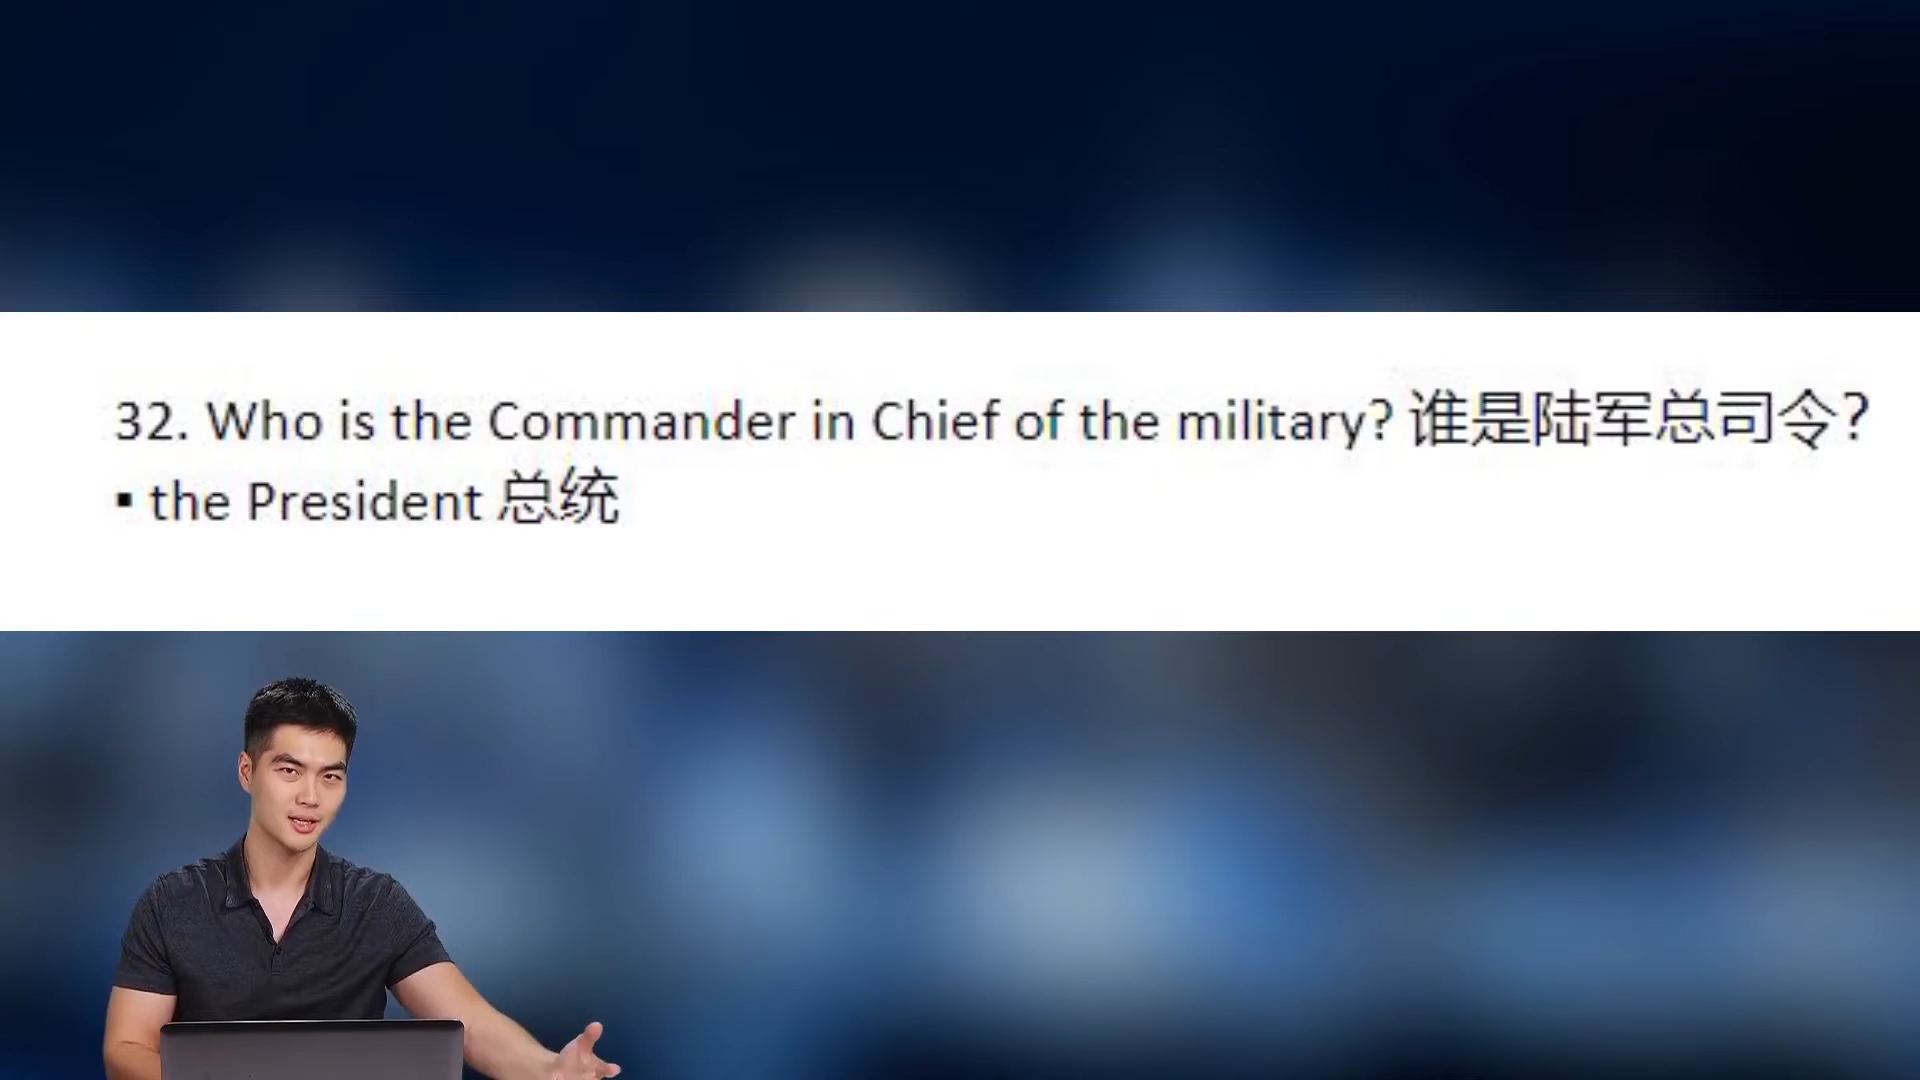 32. Who is the Commander in Chief of the military? 谁是陆军总司令?
▪ the President 总统